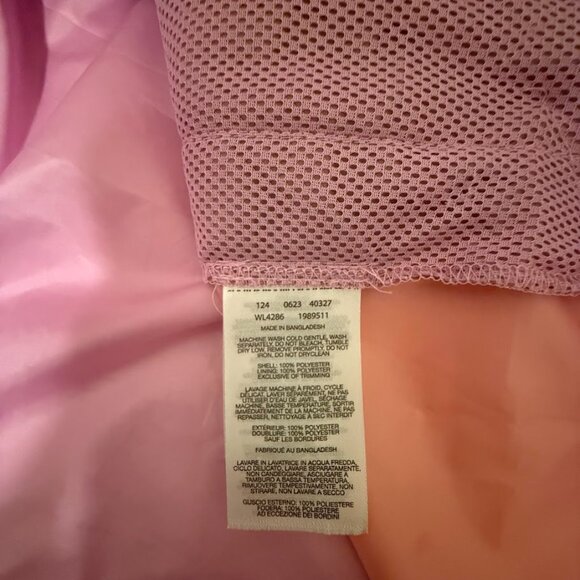 124 0623 40327
WL4286 1989511
MADE IN BANGLADESH
MACHINE WASH COLD GENTLE, WASH
SEPARATELY, DO NOT BLEACH, TUMBLE
DRY LOW, REMOVE PROMPTLY, DO NOT
IRON, DO NOT DRYCLEAN
SHELL: 100% POLYESTER
LINING: 100% POLYESTER
EXCLUSIVE OF TRIMMING
LAVAGE MACHINE À FROID, CYCLE
DÉLICAT, LAVER SÉPARÉMENT, NE PAS
UTILISER D'EAU DE JAVEL, SÉCHAGE
MACHINE, BASSE TEMPÉRATURE, SORTIR
IMMÉDIATEMENT DE LA MACHINE, NE PAS
REPASSER, NETTOYAGE À SEC INTERDIT
EXTÉRIEUR: 100% POLYESTER
DOUBLURE: 100% POLYESTER
SAUF LES BORDURES
FABRIQUÉ AU BANGLADESH
LAVARE IN LAVATRICE IN ACQUA FREDDA,
CICLO DELICATO, LAVARE SEPARATAMENTE,
NON CANDEGGIARE, ASCIUGARE A
TAMBURO A BASSA TEMPERATURA,
RIMUOVERE TEMPESTIVAMENTE, NON
STIRARE, NON LAVARE A SECCO
GUSCIO ESTERNO: 100% POLIESTERE
FODERA: 100% POLIESTERE
AD ECCEZIONE DEI BORDINI